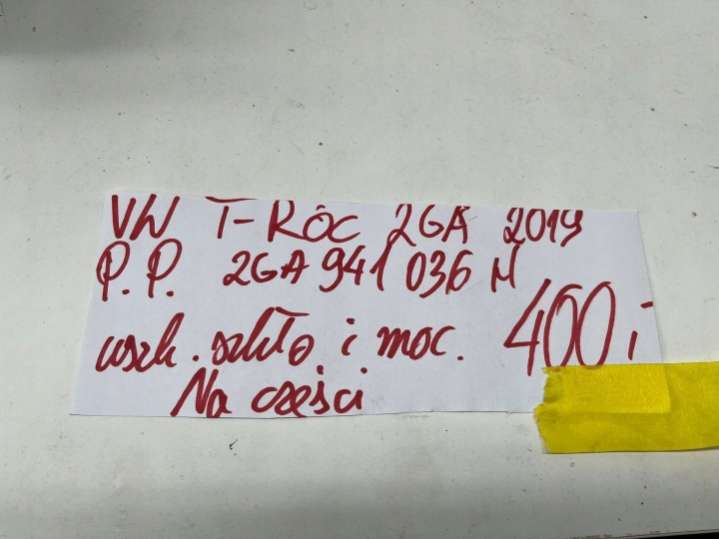 VW T-ROC 2GA 2019
P.P. 2GA 941 036 M
uszk. szkło i moc. 400,-
Na części